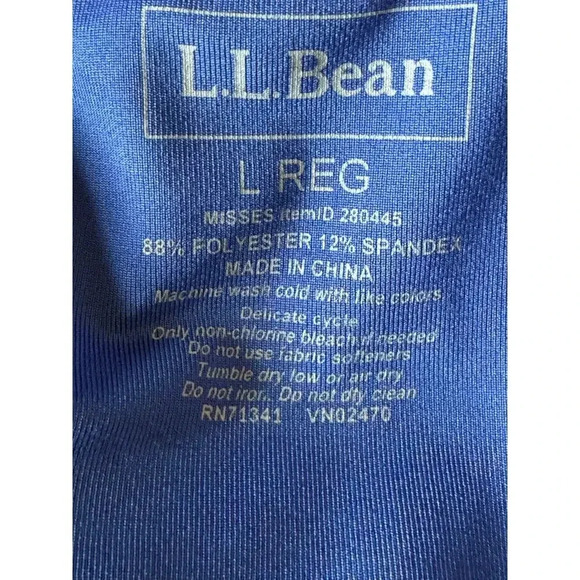 L.L.Bean
L REG
MISSES ItemID 280445
88% POLYESTER 12% SPANDEX
MADE IN CHINA
Machine wash cold with like colors
Delicate cycle
Only non-chlorine bleach if needed
Do not use fabric softeners
Tumble dry low or air dry
Do not iron. Do not dry clean
RN71341 VN02470